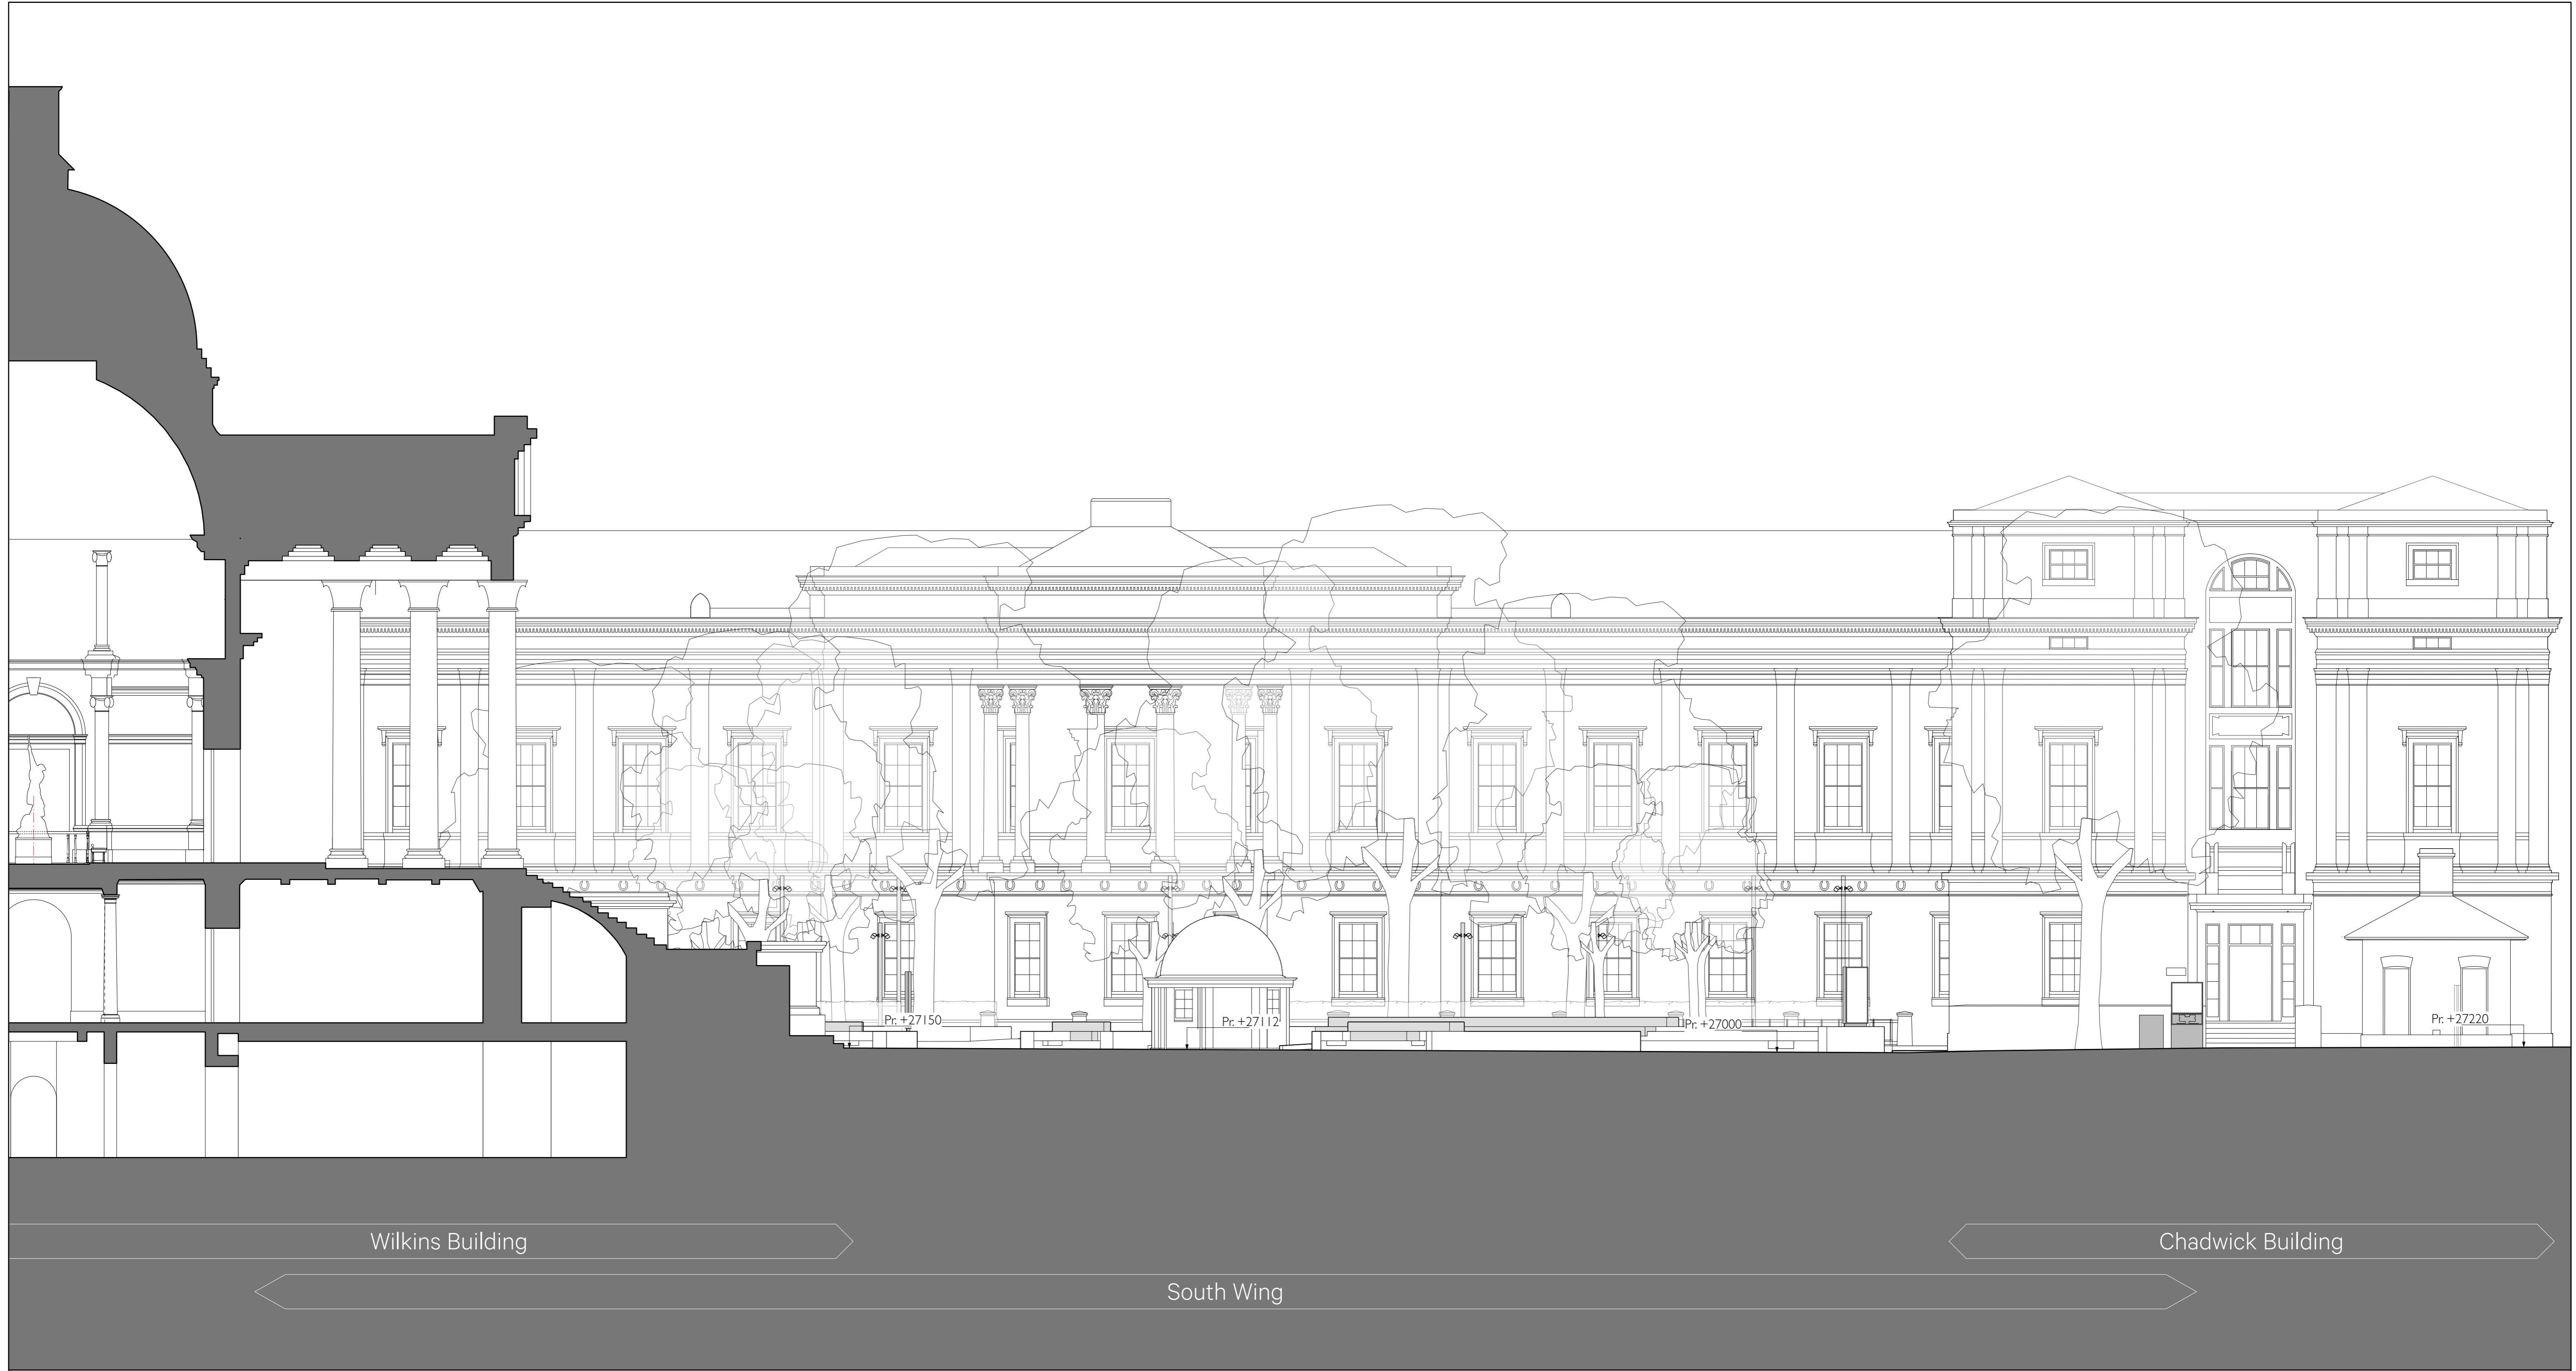 Pr. +27150
Pr. +27112
Pr. +27000
Pr. +27220
Wilkins Building
Chadwick Building
South Wing